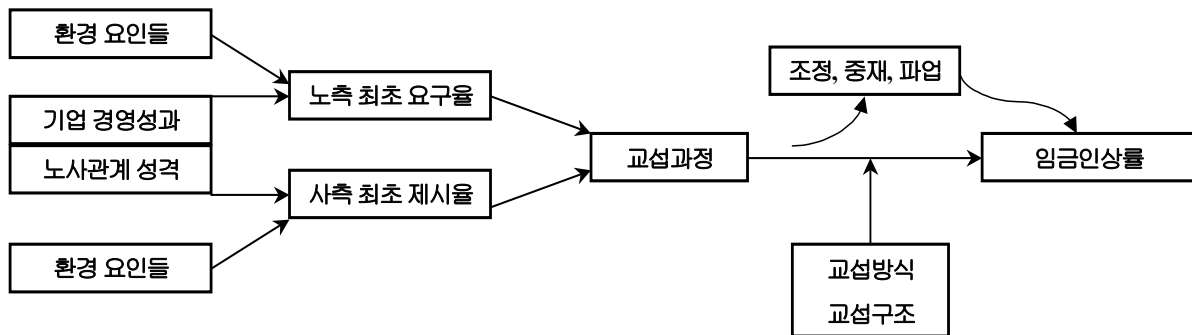 환경 요인들
기업 경영성과
노사관계 성격
환경 요인들
노측 최초 요구율
사측 최초 제시율
교섭과정
조정, 중재, 파업
임금인상률
교섭방식
교섭구조